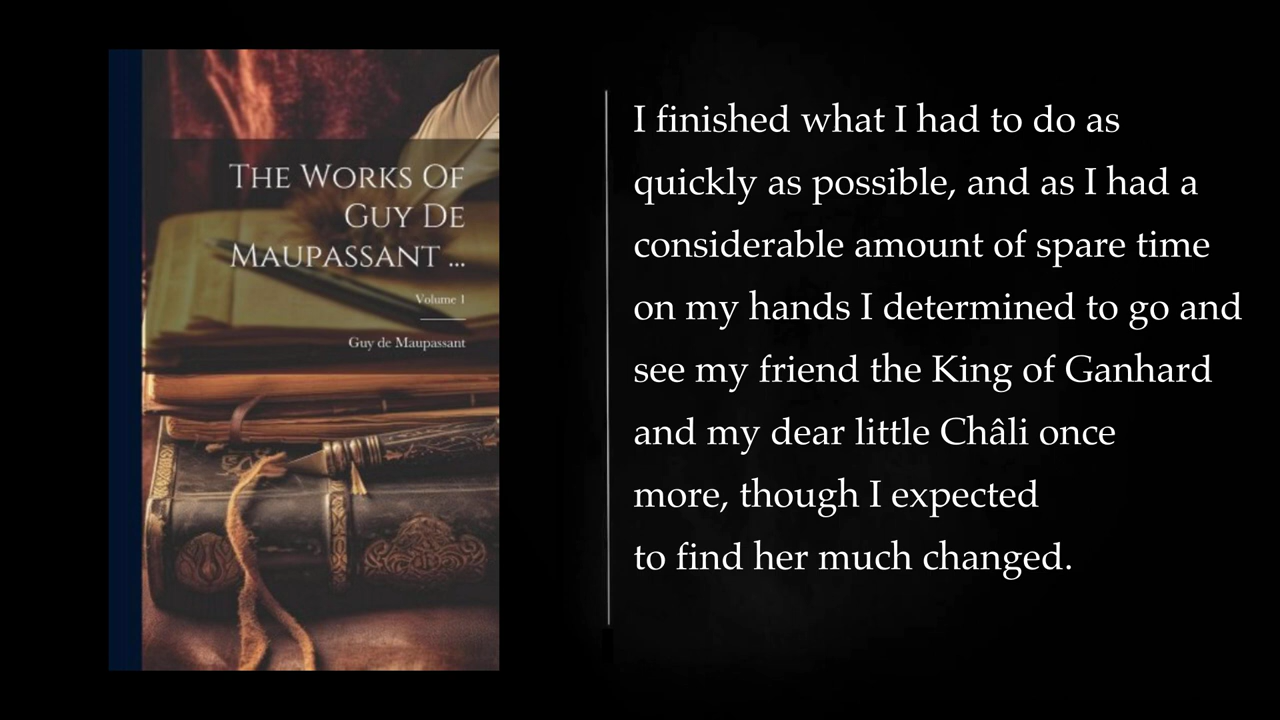 The Works Of
Guy De
Maupassant ...
Volume 1
Guy de Maupassant
I finished what I had to do as
quickly as possible, and as I had a
considerable amount of spare time
on my hands I determined to go and
see my friend the King of Ganhard
and my dear little Châli once
more, though I expected
to find her much changed.